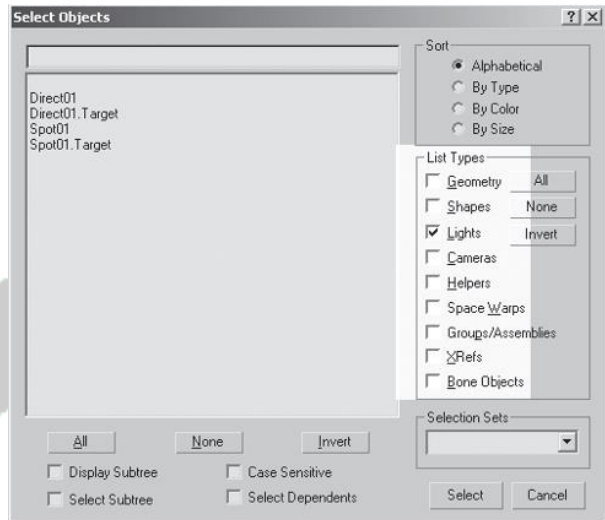 Select Objects
Direct01
Direct01.Target
Spot01
Spot01.Target
All
None
Invert
Display Subtree
Case Sensitive
Select Subtree
Select Dependents
Sort
Alphabetical
By Type
By Color
By Size
List Types
Geometry
All
Shapes
None
Lights
Invert
Cameras
Helpers
Space Warps
Groups/Assemblies
XRefs
Bone Objects
Selection Sets
Select
Cancel